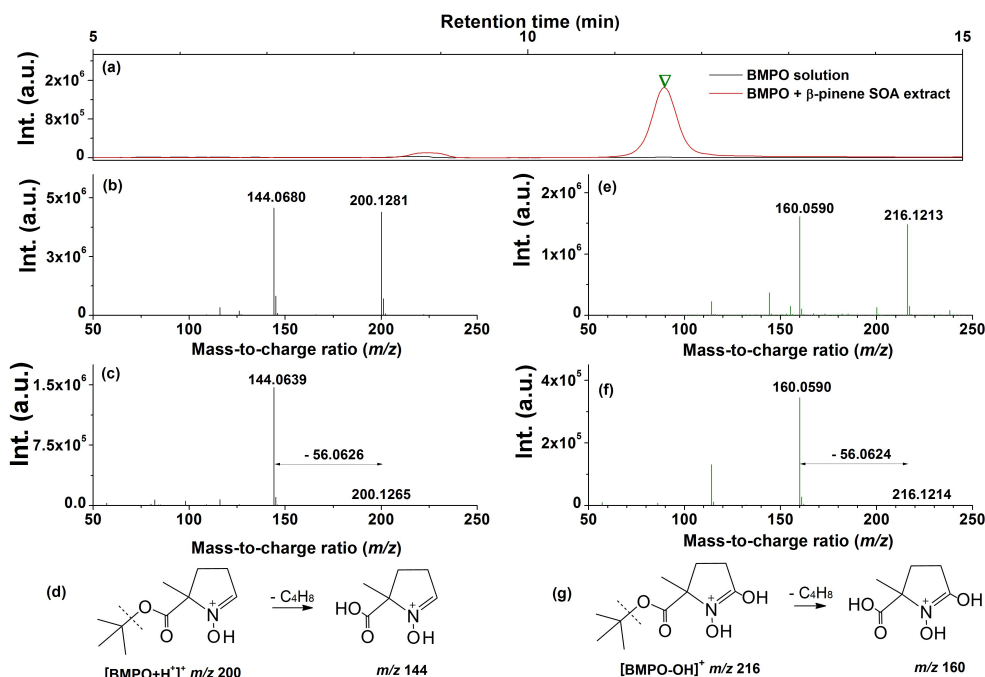 Retention time (min)
5 10 15
(a)
BMPO solution
BMPO + β-pinene SOA extract
Int. (a.u.)
2x10⁶
8x10⁵
0
(b)
144.0680
200.1281
Int. (a.u.)
5x10⁶
3x10⁶
0
50 100 150 200 250
Mass-to-charge ratio (m/z)
(e)
160.0590
216.1213
Int. (a.u.)
2x10⁶
1x10⁶
0
50 100 150 200 250
Mass-to-charge ratio (m/z)
(c)
144.0639
- 56.0626
200.1265
Int. (a.u.)
1.5x10⁶
7.5x10⁵
0.0
50 100 150 200 250
Mass-to-charge ratio (m/z)
(f)
160.0590
- 56.0624
216.1214
Int. (a.u.)
4x10⁵
2x10⁵
0
50 100 150 200 250
Mass-to-charge ratio (m/z)
(d)
O
O
N
+
OH
- C₄H₈
HO
O
N
+
OH
[BMPO+H⁺]⁺ m/z 200
m/z 144
(g)
O
O
N
+
OH
OH
- C₄H₈
HO
O
N
+
OH
OH
[BMPO-OH]⁺ m/z 216
m/z 160